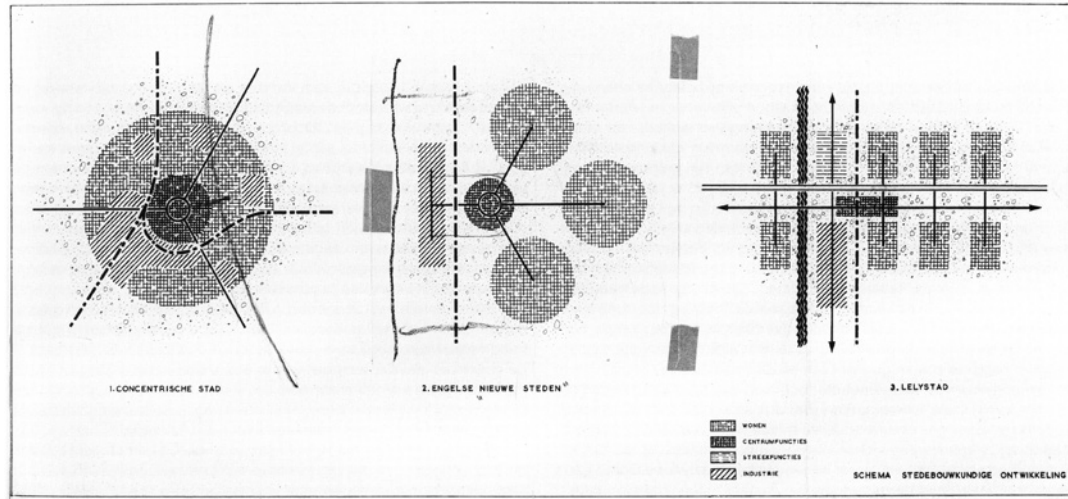 1. CONCENTRISCHE STAD
2. ENGELSE NIEUWE STEDEN
3. LELYSTAD
WONEN
CENTRUMFUNCTIES
STREEKFUNCTIES
INDUSTRIE
SCHEMA STEDEBOUWKUNDIGE ONTWIKKELING